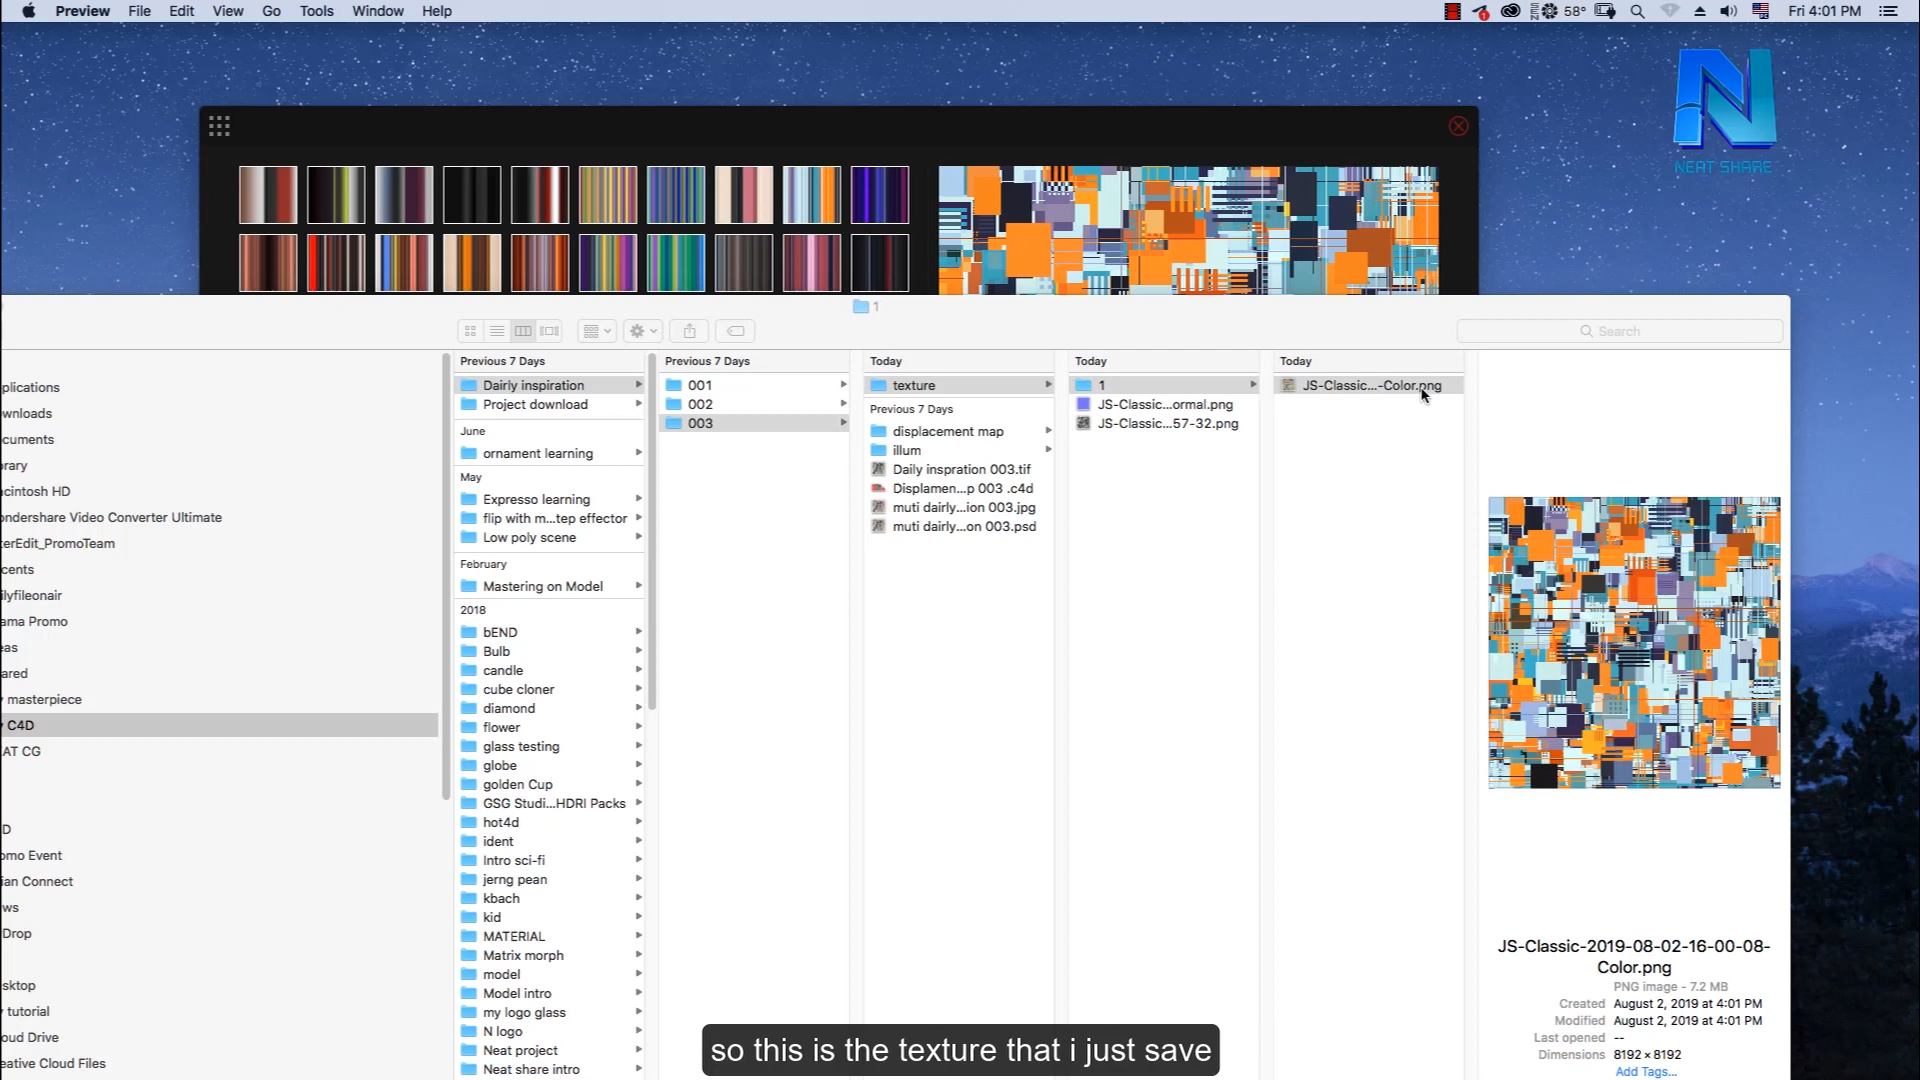 Preview File Edit View Go Tools Window Help
58° Fri 4:01 PM
NEAT SHARE
1
Search
plications
wnloads
cuments
rary
acintosh HD
ondershare Video Converter Ultimate
terEdit_PromoTeam
cents
ilyfileonair
ama Promo
eas
ared
y masterpiece
y C4D
EAT CG
D
omo Event
ian Connect
ws
Drop
sktop
y tutorial
oud Drive
eative Cloud Files
Previous 7 Days
Dairly inspiration
Project download
June
ornament learning
May
Expresso learning
flip with m...tep effector
Low poly scene
February
Mastering on Model
2018
bEND
Bulb
candle
cube cloner
diamond
flower
glass testing
globe
golden Cup
GSG Studi...HDRI Packs
hot4d
ident
Intro sci-fi
jerng pean
kbach
kid
MATERIAL
Matrix morph
model
Model intro
my logo glass
N logo
Neat project
Neat share intro
Previous 7 Days
001
002
003
Today
texture
Previous 7 Days
displacement map
illum
Daily inspration 003.tif
Displamen...p 003 .c4d
muti dairly...ion 003.jpg
muti dairly...on 003.psd
Today
1
JS-Classic...ormal.png
JS-Classic...57-32.png
Today
JS-Classic...-Color.png
JS-Classic-2019-08-02-16-00-08-
Color.png
PNG image - 7.2 MB
Created August 2, 2019 at 4:01 PM
Modified August 2, 2019 at 4:01 PM
Last opened --
Dimensions 8192 × 8192
Add Tags...
so this is the texture that i just save